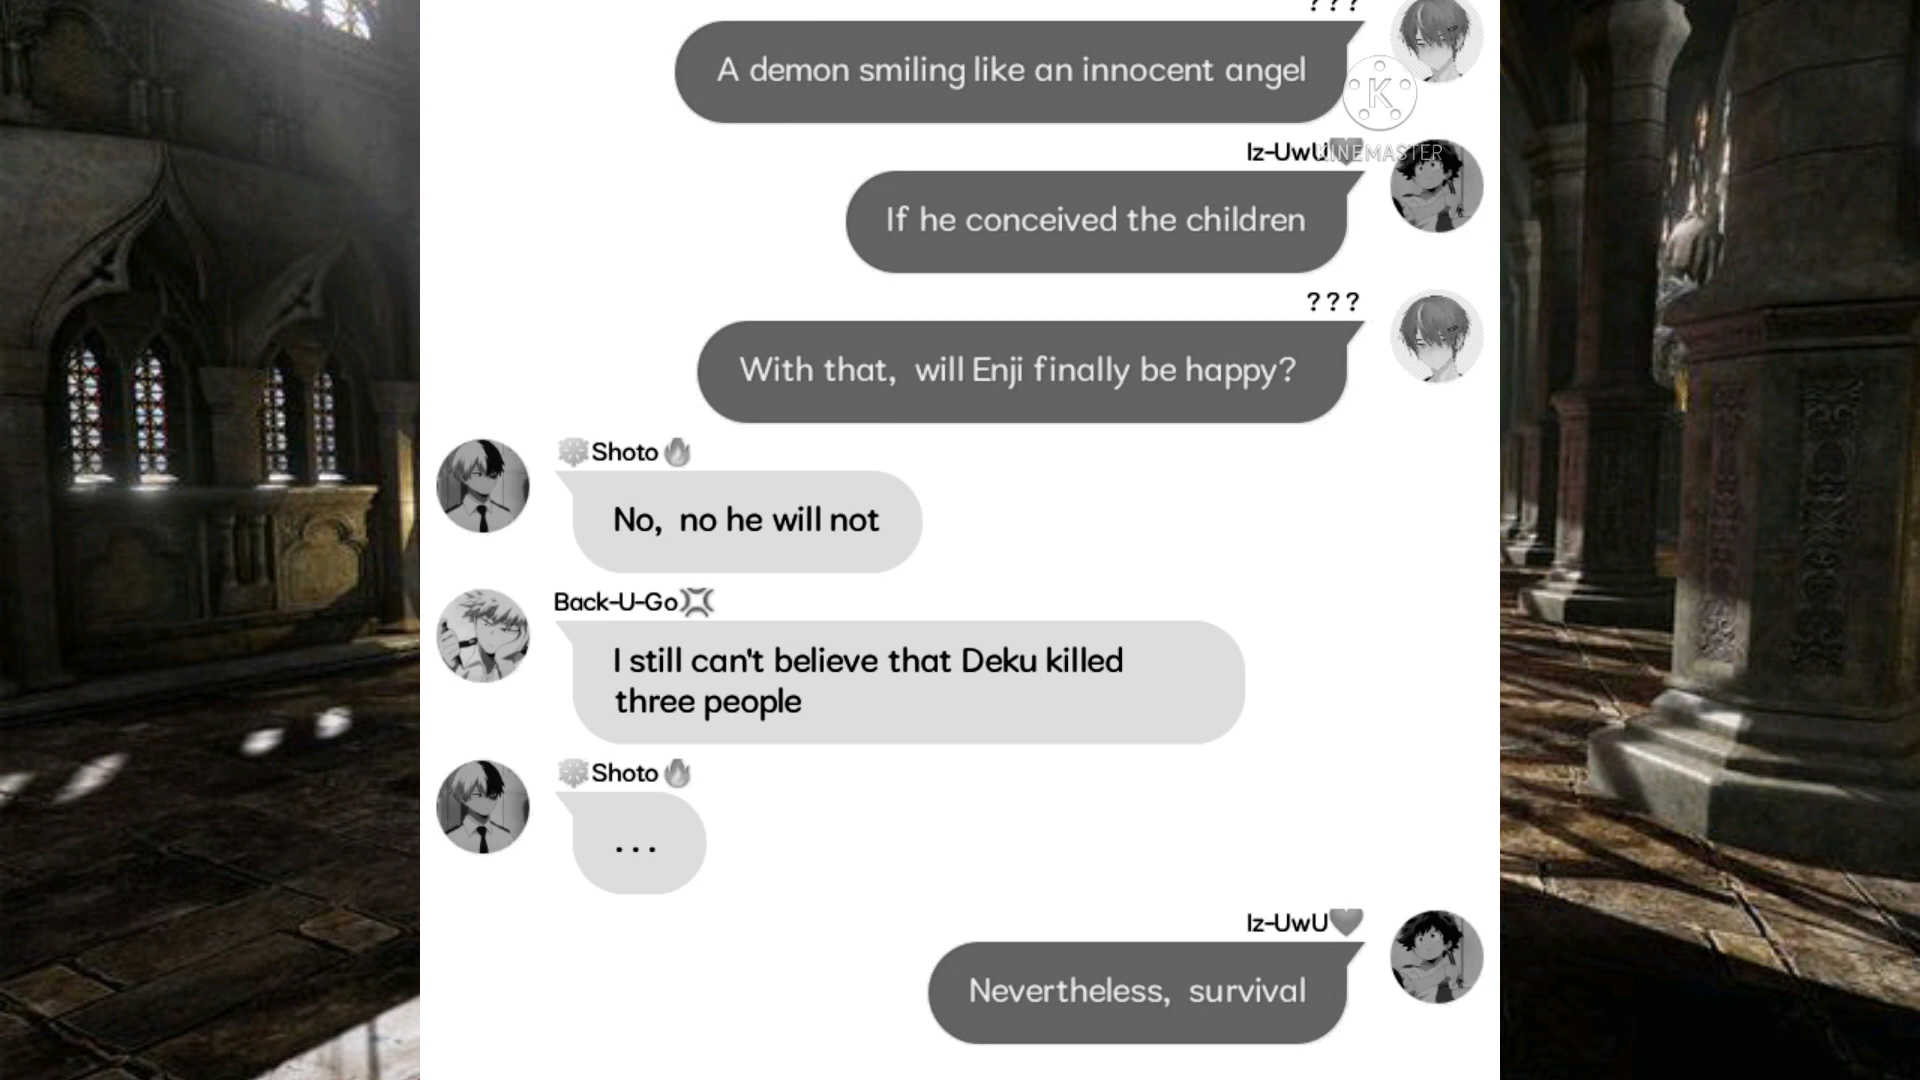 ???
A demon smiling like an innocent angel
K
Iz-UwU
KINEMASTER
If he conceived the children
???
With that, will Enji finally be happy?
Shoto
No, no he will not
Back-U-Go
I still can't believe that Deku killed
three people
Shoto
...
Iz-UwU
Nevertheless, survival